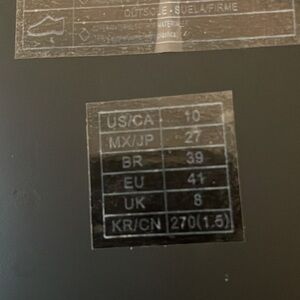 OUTSOLE - SUELA/FIRME
US/CA 10
MX/JP 27
BR 39
EU 41
UK 8
KR/CN 270(1.5)